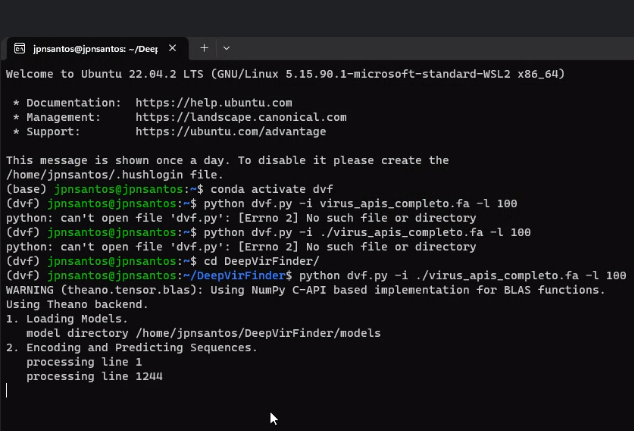 jpnsantos@jpnsantos: ~/Deep
Welcome to Ubuntu 22.04.2 LTS (GNU/Linux 5.15.90.1-microsoft-standard-WSL2 x86_64)
* Documentation:  https://help.ubuntu.com
* Management:     https://landscape.canonical.com
* Support:        https://ubuntu.com/advantage
This message is shown once a day. To disable it please create the
/home/jpnsantos/.hushlogin file.
(base) jpnsantos@jpnsantos:~$ conda activate dvf
(dvf) jpnsantos@jpnsantos:~$ python dvf.py -i virus_apis_completo.fa -l 100
python: can't open file 'dvf.py': [Errno 2] No such file or directory
(dvf) jpnsantos@jpnsantos:~$ python dvf.py -i ./virus_apis_completo.fa -l 100
python: can't open file 'dvf.py': [Errno 2] No such file or directory
(dvf) jpnsantos@jpnsantos:~$ cd DeepVirFinder/
(dvf) jpnsantos@jpnsantos:~/DeepVirFinder$ python dvf.py -i ./virus_apis_completo.fa -l 100
WARNING (theano.tensor.blas): Using NumPy C-API based implementation for BLAS functions.
Using Theano backend.
1. Loading Models.
   model directory /home/jpnsantos/DeepVirFinder/models
2. Encoding and Predicting Sequences.
   processing line 1
   processing line 1244